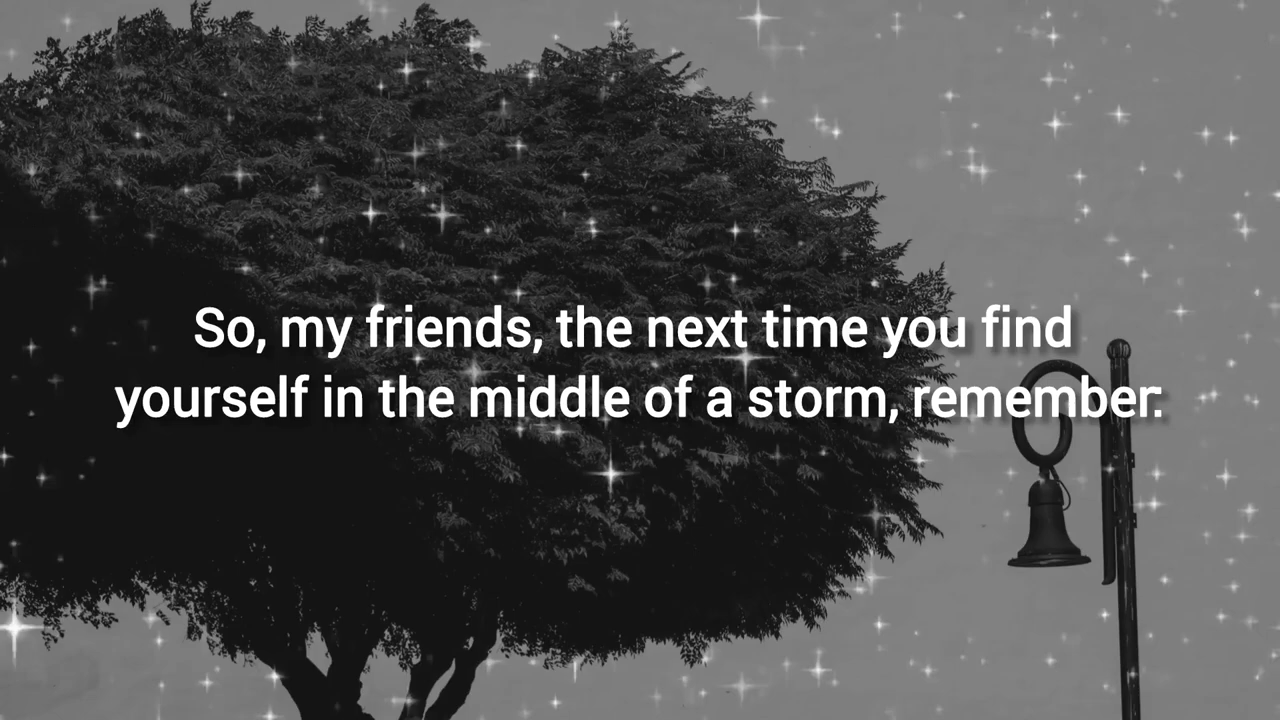 So, my friends, the next time you find
yourself in the middle of a storm, remember: